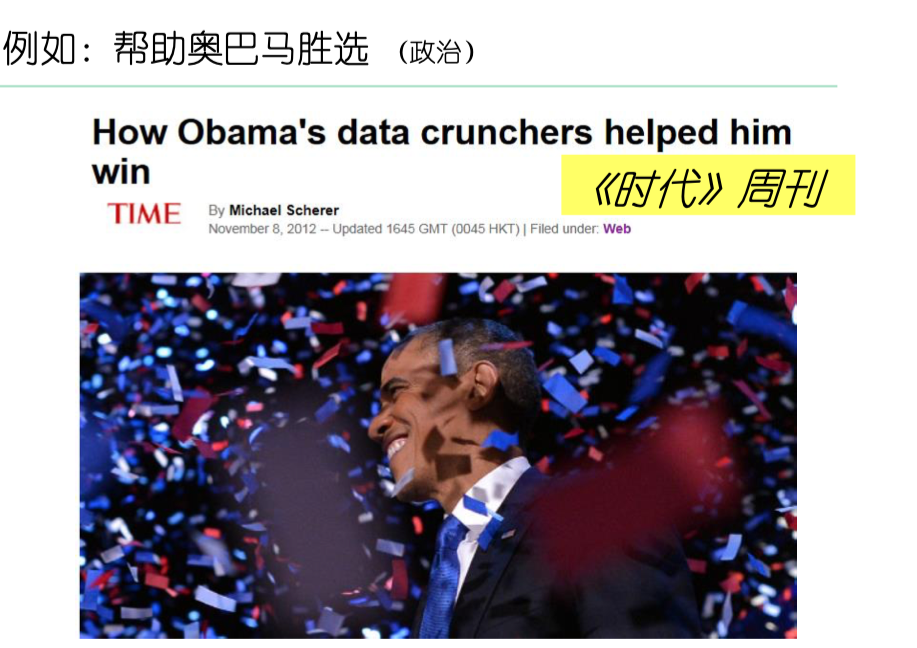 例如：帮助奥巴马胜选 （政治）
How Obama's data crunchers helped him
win
《时代》周刊
TIME
By Michael Scherer
November 8, 2012 -- Updated 1645 GMT (0045 HKT) | Filed under: Web